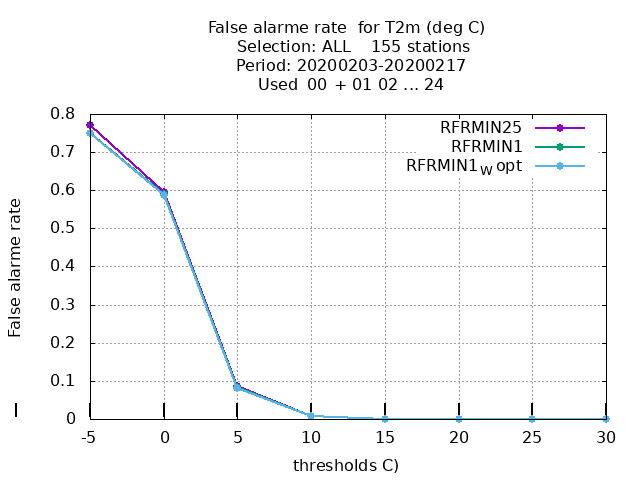 False alarme rate for T2m (deg C)
Selection: ALL 155 stations
Period: 20200203-20200217
Used 00 + 01 02 ... 24
RFRMIN25
RFRMIN1
RFRMIN1W opt
False alarme rate
0.8
0.7
0.6
0.5
0.4
0.3
0.2
0.1
0
-5 0 5 10 15 20 25 30
thresholds C)